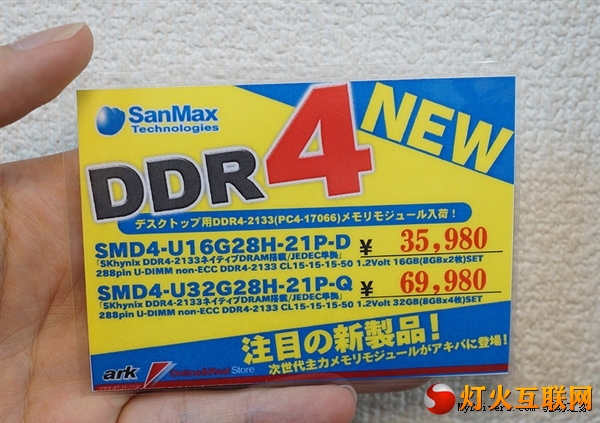 SanMax
Technologies
DDR4
NEW
デスクトップ用DDR4-2133(PC4-17066)メモリモジュール入荷！
SMD4-U16G28H-21P-D ¥ 35,980
「SKhynix DDR4-2133ネイティブDRAM搭載/JEDEC準拠」
288pin U-DIMM non-ECC DDR4-2133 CL15-15-15-50 1.2Volt 16GB(8GBx2枚)SET
SMD4-U32G28H-21P-Q ¥ 69,980
「SKhynix DDR4-2133ネイティブDRAM搭載/JEDEC準拠」
288pin U-DIMM non-ECC DDR4-2133 CL15-15-15-50 1.2Volt 32GB(8GBx4枚)SET
注目の新製品！
次世代主力メモリモジュールがアキバに登場！
ark
Store
灯火互联网